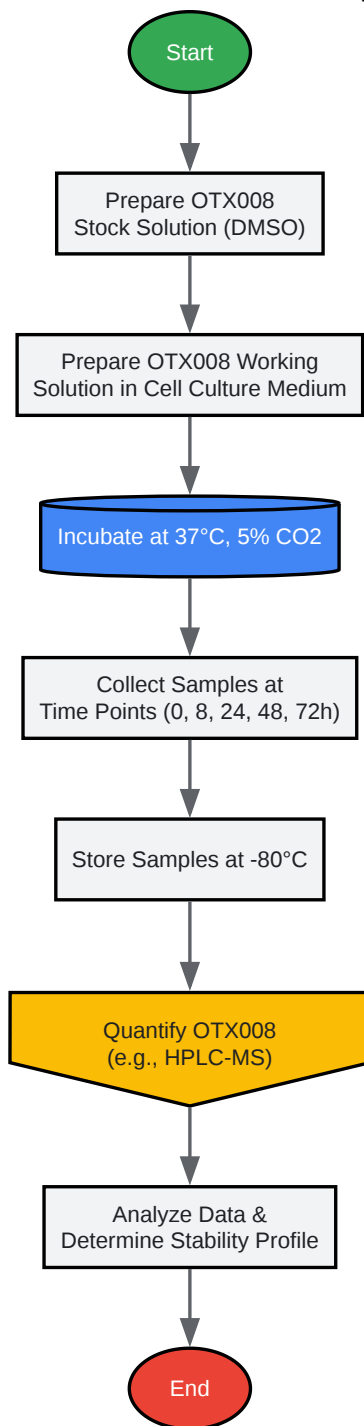 Start
Prepare OTX008
Stock Solution (DMSO)
Prepare OTX008 Working
Solution in Cell Culture Medium
Incubate at 37°C, 5% CO2
Collect Samples at
Time Points (0, 8, 24, 48, 72h)
Store Samples at -80°C
Quantify OTX008
(e.g., HPLC-MS)
Analyze Data &
Determine Stability Profile
End